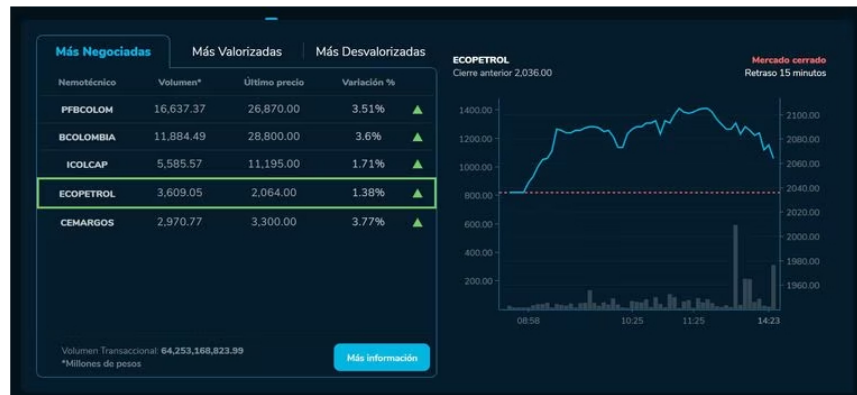 Más Negociadas Más Valorizadas Más Desvalorizadas
Nemotécnico Volumen* Último precio Variación %
PFBCOLOM 16,637.37 26,870.00 3.51%
BCOLOMBIA 11,884.49 28,800.00 3.6%
ICOLCAP 5,585.57 11,195.00 1.71%
ECOPETROL 3,609.05 2,064.00 1.38%
CEMARGOS 2,970.77 3,300.00 3.77%
Volumen Transaccional: 64,253,168,823.99
*Millones de pesos
Más información
ECOPETROL Mercado cerrado
Cierre anterior 2,036.00 Retraso 15 minutos
1400.00
1200.00
1000.00
800.00
600.00
400.00
200.00
2100.00
2080.00
2060.00
2040.00
2020.00
2000.00
1980.00
1960.00
08:58 10:25 11:25 14:23